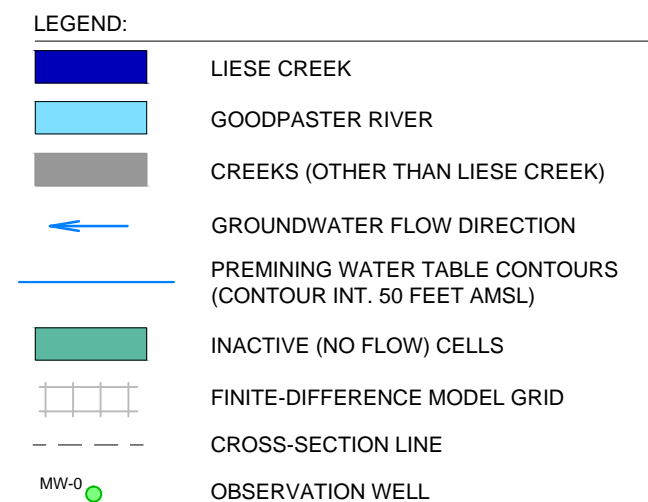 LEGEND:
LIESE CREEK
GOODPASTER RIVER
CREEKS (OTHER THAN LIESE CREEK)
GROUNDWATER FLOW DIRECTION
PREMINING WATER TABLE CONTOURS
(CONTOUR INT. 50 FEET AMSL)
INACTIVE (NO FLOW) CELLS
FINITE-DIFFERENCE MODEL GRID
CROSS-SECTION LINE
MW-0 OBSERVATION WELL